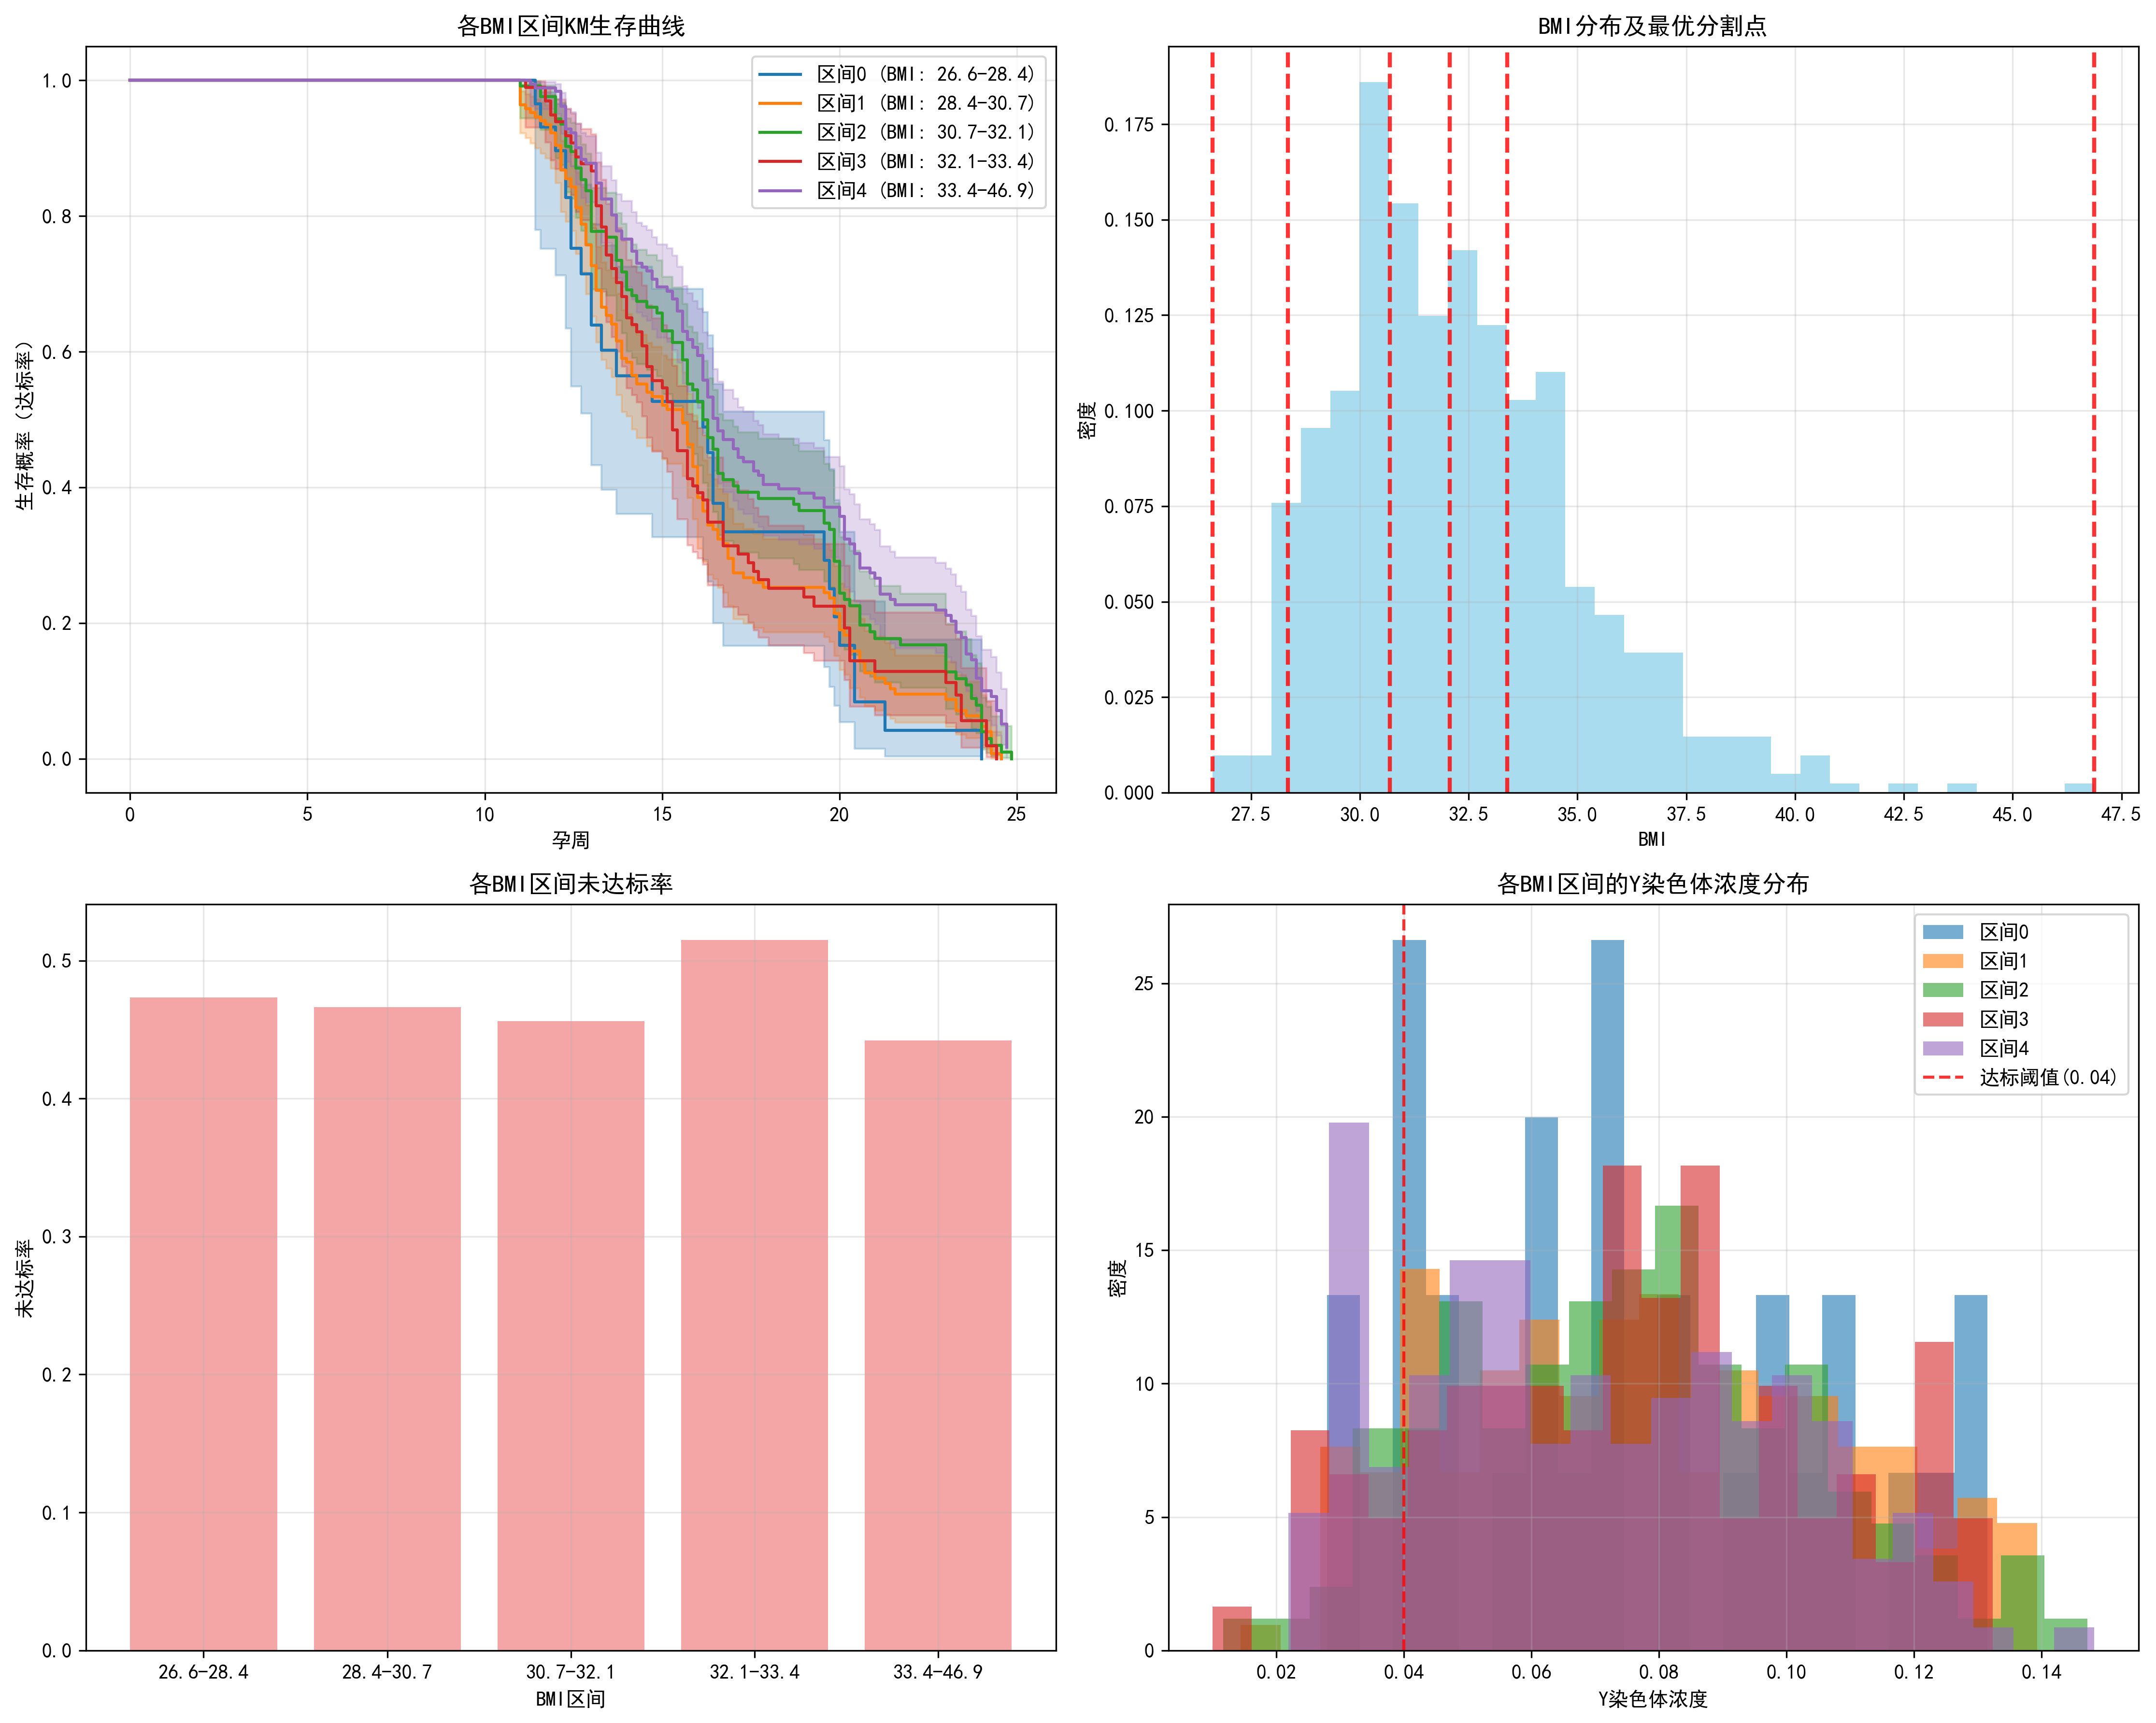 各BMI区间KM生存曲线
生存概率（达标率）
1.0
0.8
0.6
0.4
0.2
0.0
区间0 (BMI: 26.6-28.4)
区间1 (BMI: 28.4-30.7)
区间2 (BMI: 30.7-32.1)
区间3 (BMI: 32.1-33.4)
区间4 (BMI: 33.4-46.9)
0 5 10 15 20 25
孕周
BMI分布及最优分割点
密度
0.175
0.150
0.125
0.100
0.075
0.050
0.025
0.000
27.5 30.0 32.5 35.0 37.5 40.0 42.5 45.0 47.5
BMI
各BMI区间未达标率
未达标率
0.5
0.4
0.3
0.2
0.1
0.0
26.6-28.4 28.4-30.7 30.7-32.1 32.1-33.4 33.4-46.9
BMI区间
各BMI区间的Y染色体浓度分布
密度
25
20
15
10
5
0
区间0
区间1
区间2
区间3
区间4
达标阈值(0.04)
0.02 0.04 0.06 0.08 0.10 0.12 0.14
Y染色体浓度